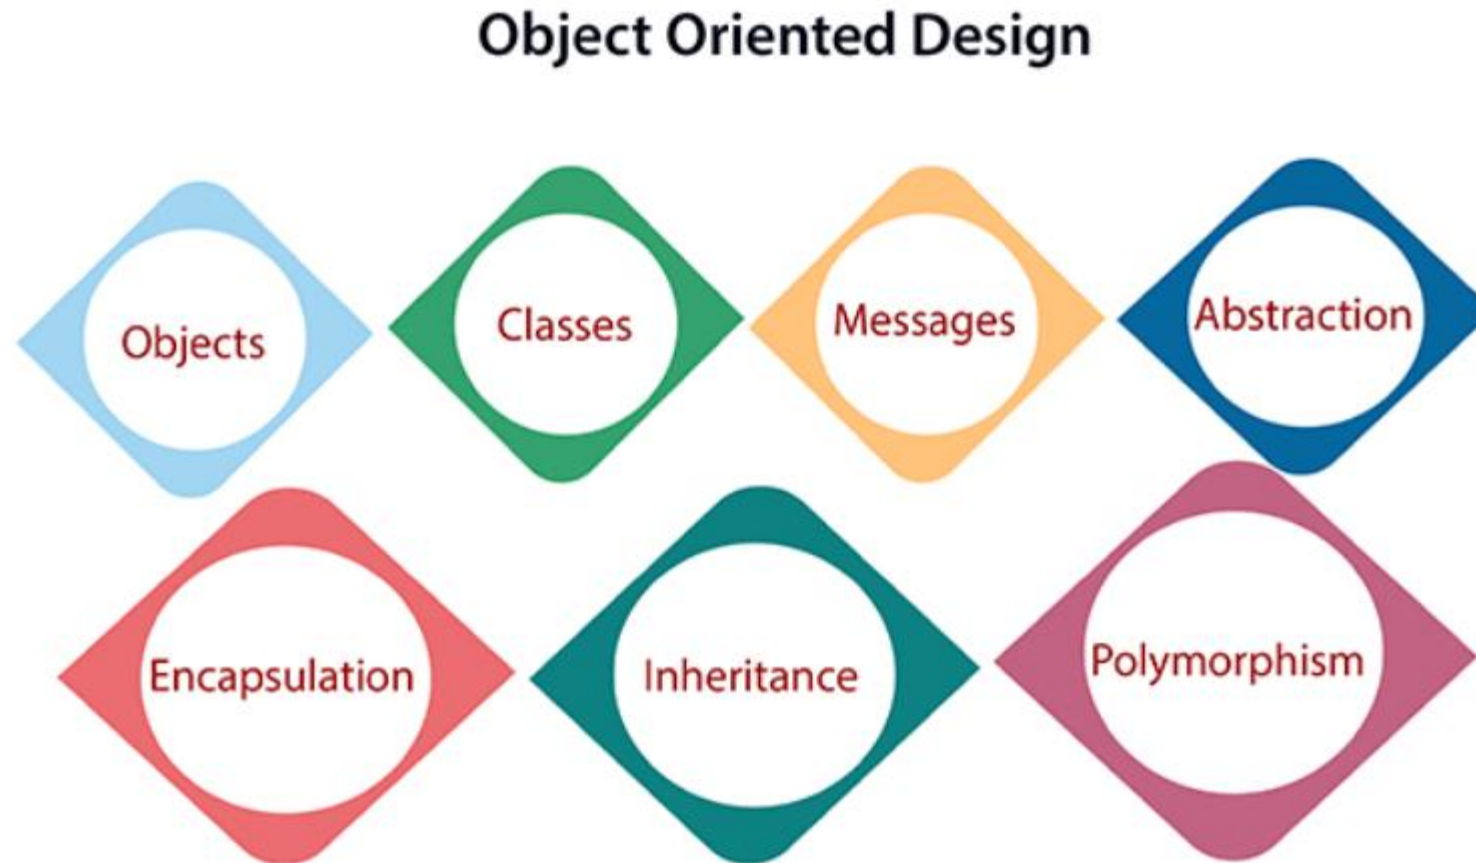 Object Oriented Design
Objects
Classes
Messages
Abstraction
Encapsulation
Inheritance
Polymorphism